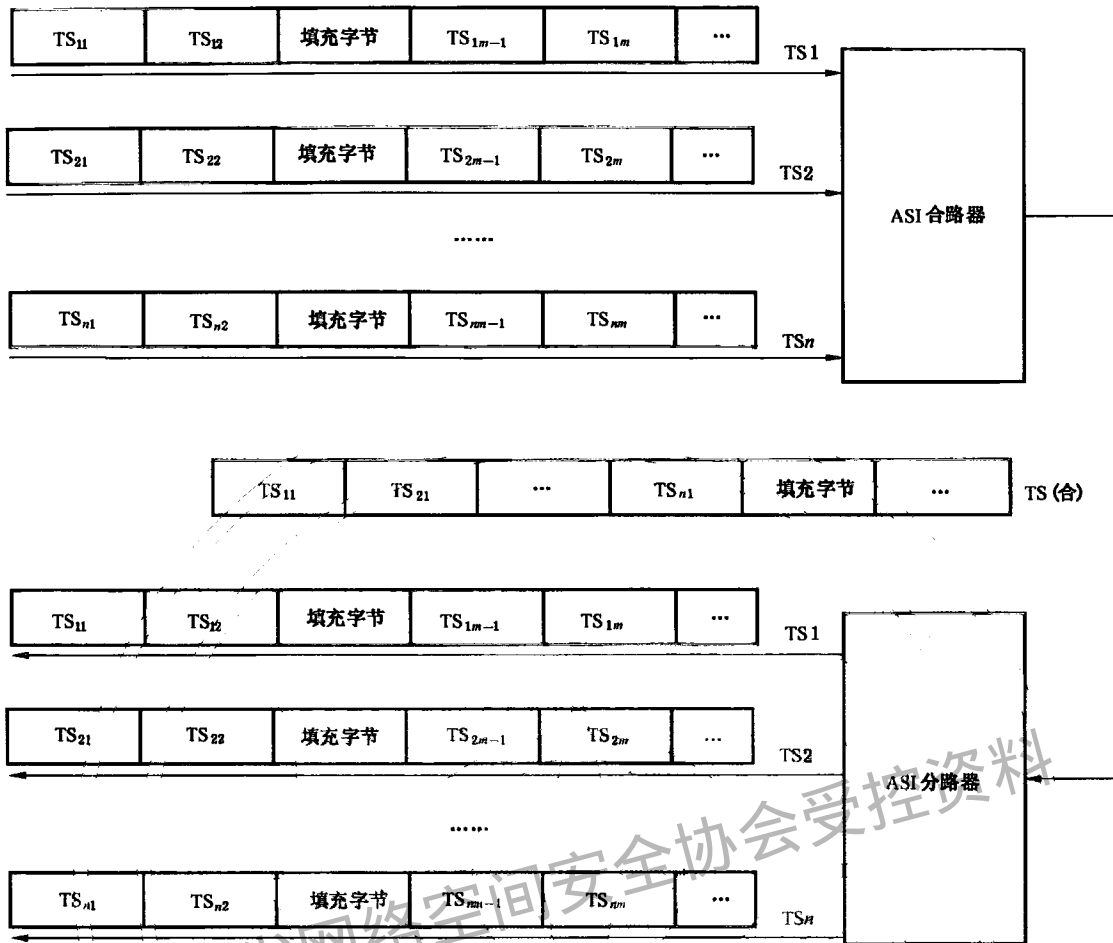 TS₁₁ TS₁₂ 填充字节 TS₁ₘ₋₁ TS₁ₘ …
TS1
TS₂₁ TS₂₂ 填充字节 TS₂ₘ₋₁ TS₂ₘ …
TS2
ASI 合路器
……
TSₙ₁ TSₙ₂ 填充字节 TSₙₘ₋₁ TSₙₘ …
TSn
TS₁₁ TS₂₁ … TSₙ₁ 填充字节 … TS (合)
TS₁₁ TS₁₂ 填充字节 TS₁ₘ₋₁ TS₁ₘ …
TS1
TS₂₁ TS₂₂ 填充字节 TS₂ₘ₋₁ TS₂ₘ …
TS2
ASI 分路器
……
TSₙ₁ TSₙ₂ 填充字节 TSₙₘ₋₁ TSₙₘ …
TSn
网络空间安全协会受控资料